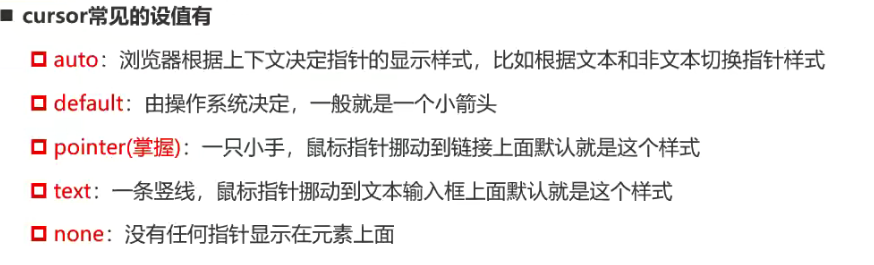 cursor常见的设值有
auto：浏览器根据上下文决定指针的显示样式，比如根据文本和非文本切换指针样式
default：由操作系统决定，一般就是一个小箭头
pointer(掌握)：一只小手，鼠标指针挪动到链接上面默认就是这个样式
text：一条竖线，鼠标指针挪动到文本输入框上面默认就是这个样式
none：没有任何指针显示在元素上面